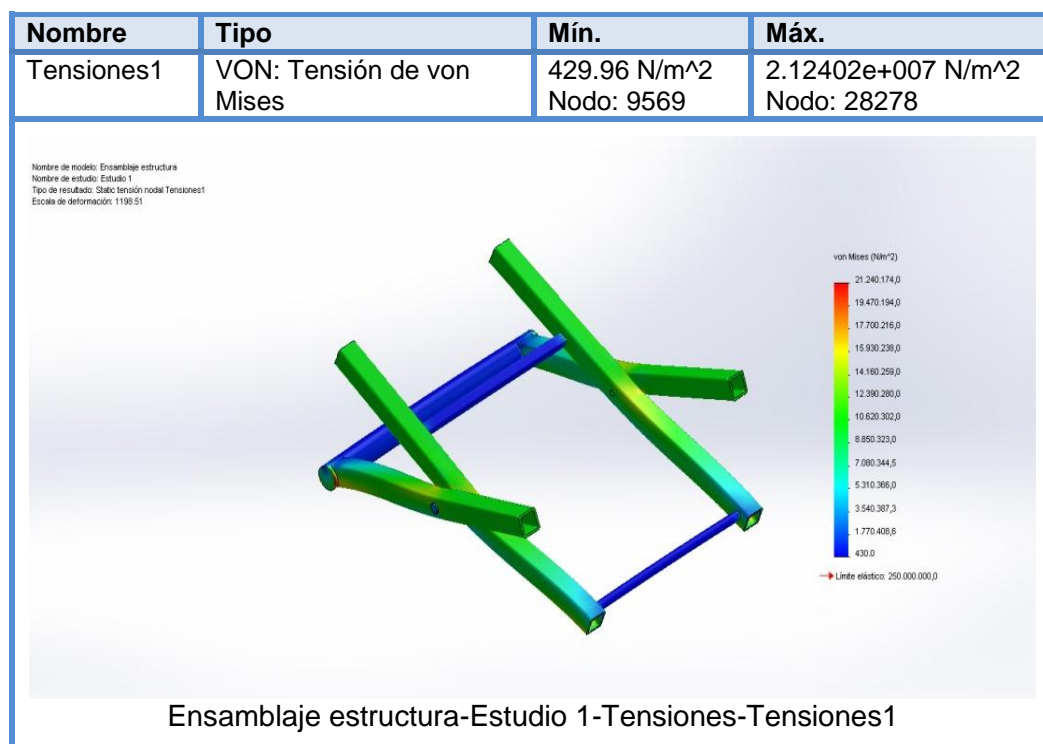 Nombre Tipo Mín. Máx.
Tensiones1 VON: Tensión de von Mises 429.96 N/m^2 Nodo: 9569 2.12402e+007 N/m^2 Nodo: 28278
Nombre de modelo: Ensamblaje estructura
Nombre de estudio: Estudio 1
Tipo de resultado: Static tensión nodal Tensiones1
Escala de deformación: 1198.51
von Mises (N/m^2)
21.240.174,0
19.470.194,0
17.700.216,0
15.930.238,0
14.160.259,0
12.390.280,0
10.620.302,0
8.850.323,0
7.080.344,5
5.310.366,0
3.540.387,3
1.770.408,6
430.0
Límite elástico: 250.000.000,0
Ensamblaje estructura-Estudio 1-Tensiones-Tensiones1